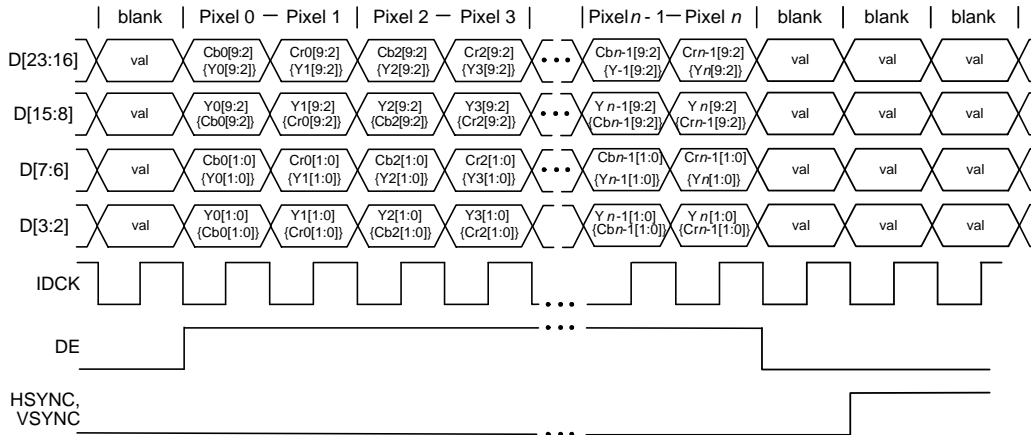 blank Pixel 0 — Pixel 1 Pixel 2 — Pixel 3 Pixel n - 1 — Pixel n blank blank blank
D[23:16] val Cb0[9:2] Cr0[9:2] Cb2[9:2] Cr2[9:2] ••• Cbn-1[9:2] Crn-1[9:2] val val val
{Y0[9:2]} {Y1[9:2]} {Y2[9:2]} {Y3[9:2]} {Y-1[9:2]} {Yn[9:2]}
D[15:8] val Y0[9:2] Y1[9:2] Y2[9:2] Y3[9:2] ••• Y n-1[9:2] Y n[9:2] val val val
{Cb0[9:2]} {Cr0[9:2]} {Cb2[9:2]} {Cr2[9:2]} {Cbn-1[9:2]} {Crn-1[9:2]}
D[7:6] val Cb0[1:0] Cr0[1:0] Cb2[1:0] Cr2[1:0] ••• Cbn-1[1:0] Crn-1[1:0] val val val
{Y0[1:0]} {Y1[1:0]} {Y2[1:0]} {Y3[1:0]} {Yn-1[1:0]} {Yn[1:0]}
D[3:2] val Y0[1:0] Y1[1:0] Y2[1:0] Y3[1:0] Y n-1[1:0] Y n[1:0] val val val
{Cb0[1:0]} {Cr0[1:0]} {Cb2[1:0]} {Cr2[1:0]} {Cbn-1[1:0]} {Crn-1[1:0]}
IDCK •••
DE •••
HSYNC,
VSYNC •••